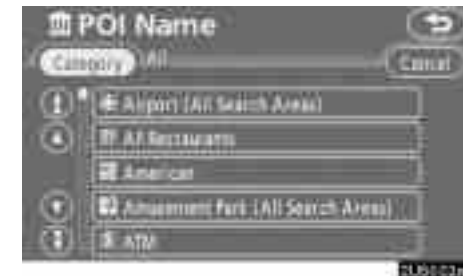 POI Name
Category All
Cancel
Airport (All Search Areas)
All Restaurants
American
Amusement Park (All Search Areas)
ATM